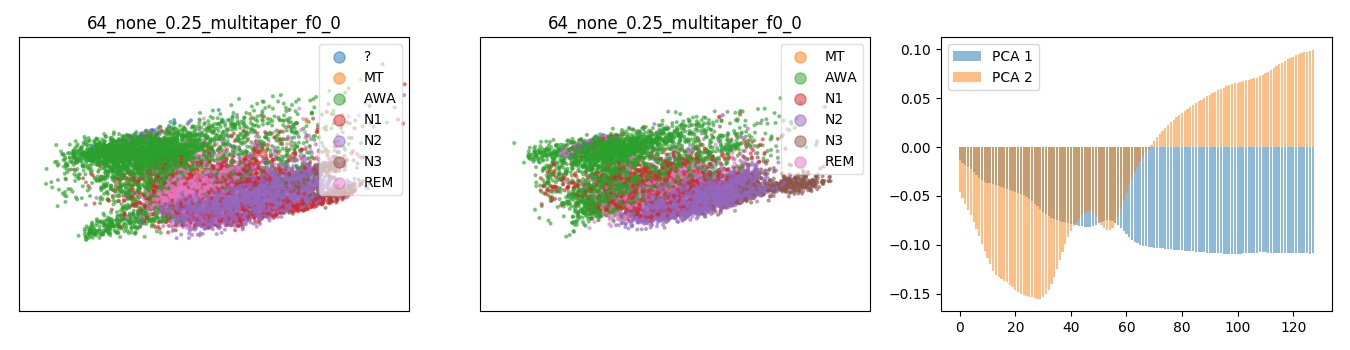 64_none_0.25_multitaper_f0_0
?
MT
AWA
N1
N2
N3
REM
64_none_0.25_multitaper_f0_0
MT
AWA
N1
N2
N3
REM
PCA 1
PCA 2
0.10
0.05
0.00
−0.05
−0.10
−0.15
0 20 40 60 80 100 120